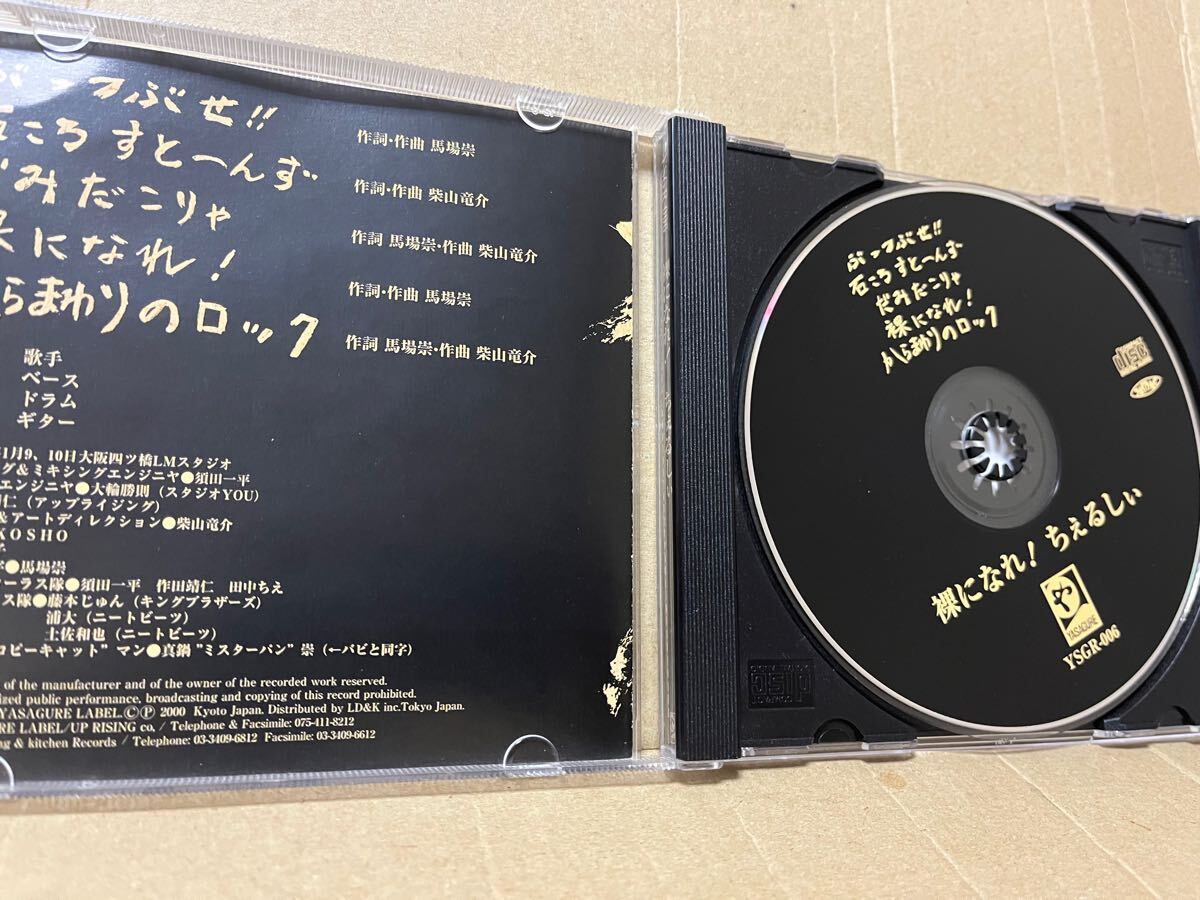 ぶっつぶせ!!
石ころ すと〜んず
だみだこりゃ
裸になれ!
からまわりのロック
作詞・作曲 馬場崇
作詞・作曲 柴山竜介
作詞 馬場崇・作曲 柴山竜介
作詞・作曲 馬場崇
作詞 馬場崇・作曲 柴山竜介
歌手
ベース
ドラム
ギター
1月9、10日大阪四ツ橋LMスタジオ
グ&ミキシングエンジニヤ●須田一平
エンジニヤ●大輪勝則（スタジオYOU）
仁（アップライジング）
&アートディレクション●柴山竜介
KOSHO
●馬場崇
ーラス隊●須田一平 作田靖仁 田中ちえ
ス隊●藤本じゅん（キングブラザーズ）
浦大（ニートビーツ）
土佐和也（ニートビーツ）
コピーキャット”マン●真鍋“ミスターパン”崇（←パビと同字）
of the manufacturer and of the owner of the recorded work reserved.
ized public performance, broadcasting and copying of this record prohibited.
YASAGURE LABEL.©Ⓟ 2000 Kyoto Japan. Distributed by LD&K inc.Tokyo Japan.
RE LABEL/UP RISING co. / Telephone & Facsimile: 075-411-8212
ng & kitchen Records / Telephone: 03-3409-6812 Facsimile: 03-3409-6612
ぶっつぶせ!!
石ころ すと〜んず
だみだこりゃ
裸になれ!
からまわりのロック
disc
裸になれ! ちぇるしぃ
や
YASAGURE
YSGR-006